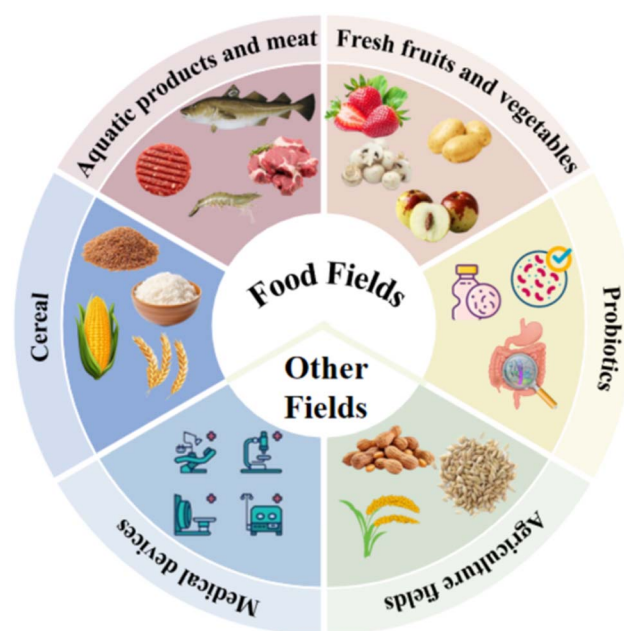 Aquatic products and meat
Fresh fruits and vegetables
Cereal
Food Fields
Probiotics
Other
Fields
Medical devices
Agriculture fields